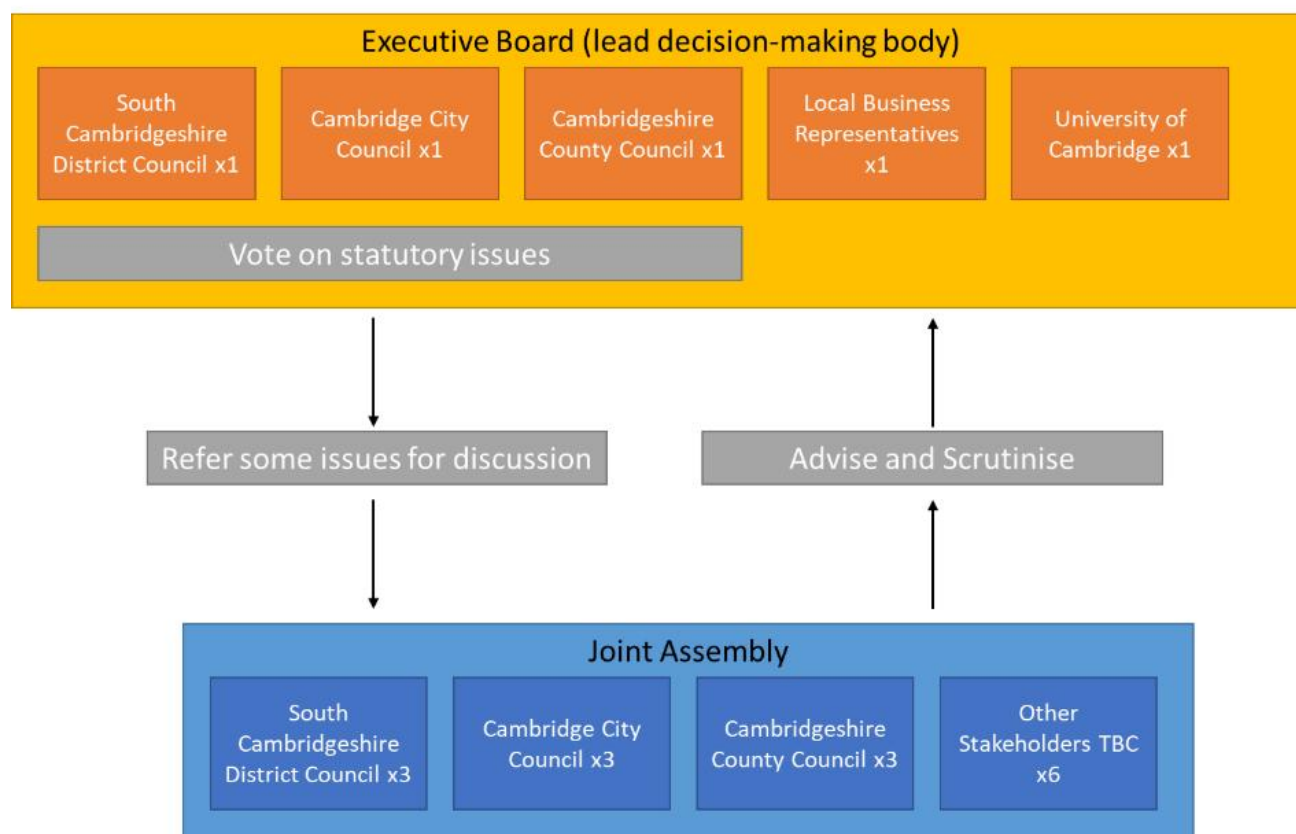 Executive Board (lead decision-making body)
South
Cambridgeshire
District Council x1
Cambridge City
Council x1
Cambridgeshire
County Council x1
Local Business
Representatives
x1
University of
Cambridge x1
Vote on statutory issues
Refer some issues for discussion
Advise and Scrutinise
Joint Assembly
South
Cambridgeshire
District Council x3
Cambridge City
Council x3
Cambridgeshire
County Council x3
Other
Stakeholders TBC
x6